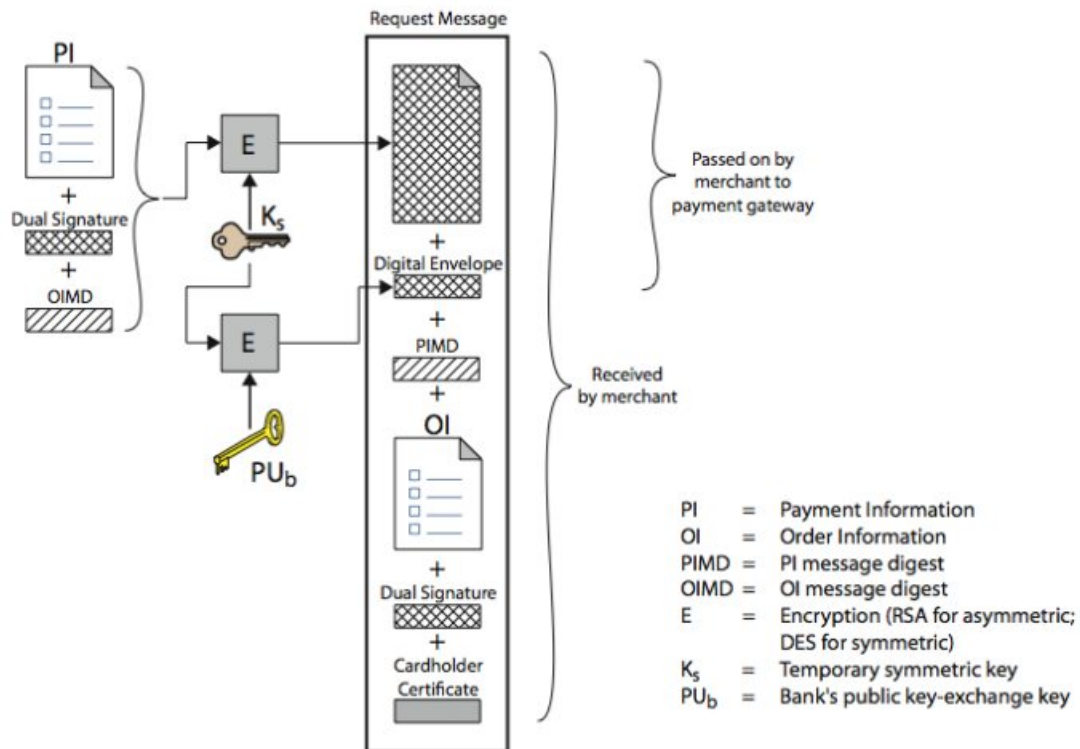 Request Message
PI
+
Dual Signature
+
OIMD
E
Ks
E
PUb
+
Digital Envelope
+
PIMD
+
OI
+
Dual Signature
+
Cardholder
Certificate
Passed on by
merchant to
payment gateway
Received
by merchant
PI = Payment Information
OI = Order Information
PIMD = PI message digest
OIMD = OI message digest
E = Encryption (RSA for asymmetric;
DES for symmetric)
Ks = Temporary symmetric key
PUb = Bank's public key-exchange key